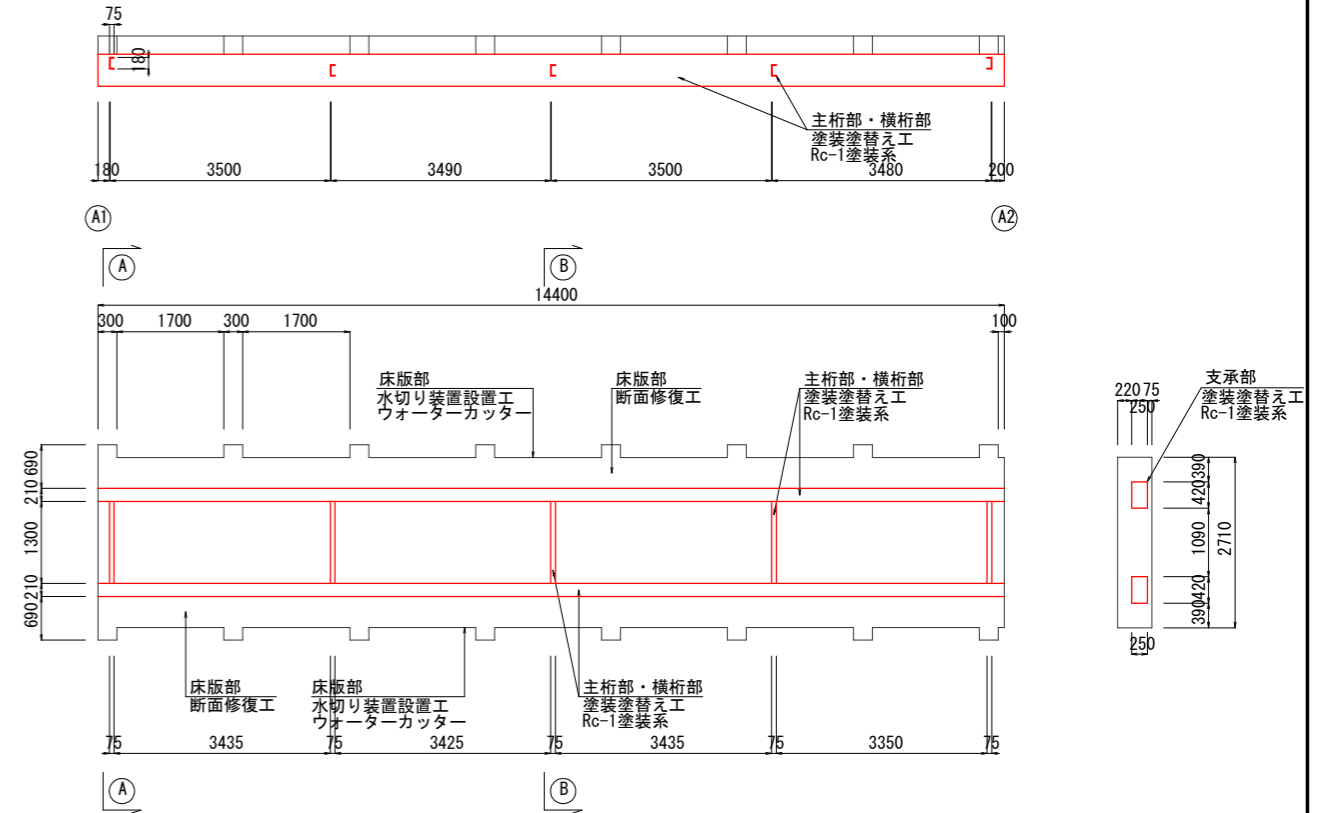 75
180
主桁部・横桁部
塗装塗替え工
Rc-1塗装系
180
3500
3490
3500
3480
200
A1
A2
A
B
14400
300
1700
300
1700
100
床版部
水切り装置設置工
ウォーターカッター
床版部
断面修復工
主桁部・横桁部
塗装塗替え工
Rc-1塗装系
支承部
塗装塗替え工
Rc-1塗装系
220
75
250
690
210
1300
210
690
390
420
1090
420
390
2710
250
床版部
断面修復工
床版部
水切り装置設置工
ウォーターカッター
主桁部・横桁部
塗装塗替え工
Rc-1塗装系
75
3435
75
3425
75
3435
75
3350
75
A
B